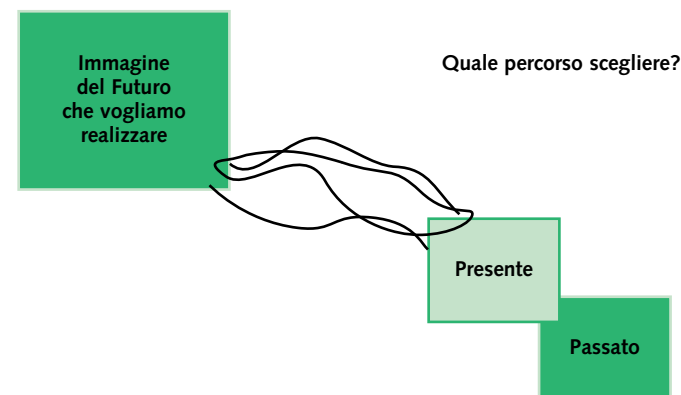 Immagine
del Futuro
che vogliamo
realizzare
Quale percorso scegliere?
Presente
Passato